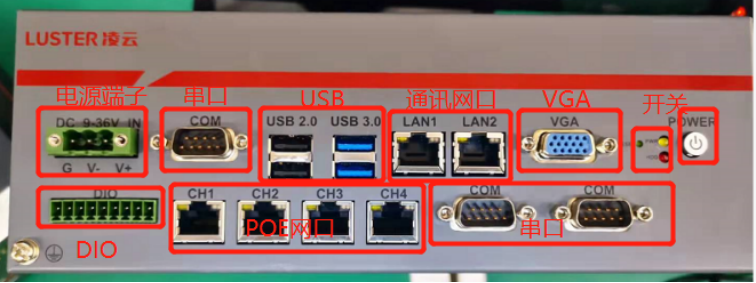 LUSTER 凌云
电源端子 串口 USB 通讯网口 VGA 开关
DC 9-36V IN COM USB 2.0 USB 3.0 LAN1 LAN2 VGA POWER
G V- V+
DIO CH1 CH2 CH3 CH4 COM COM
DIO POE网口 串口